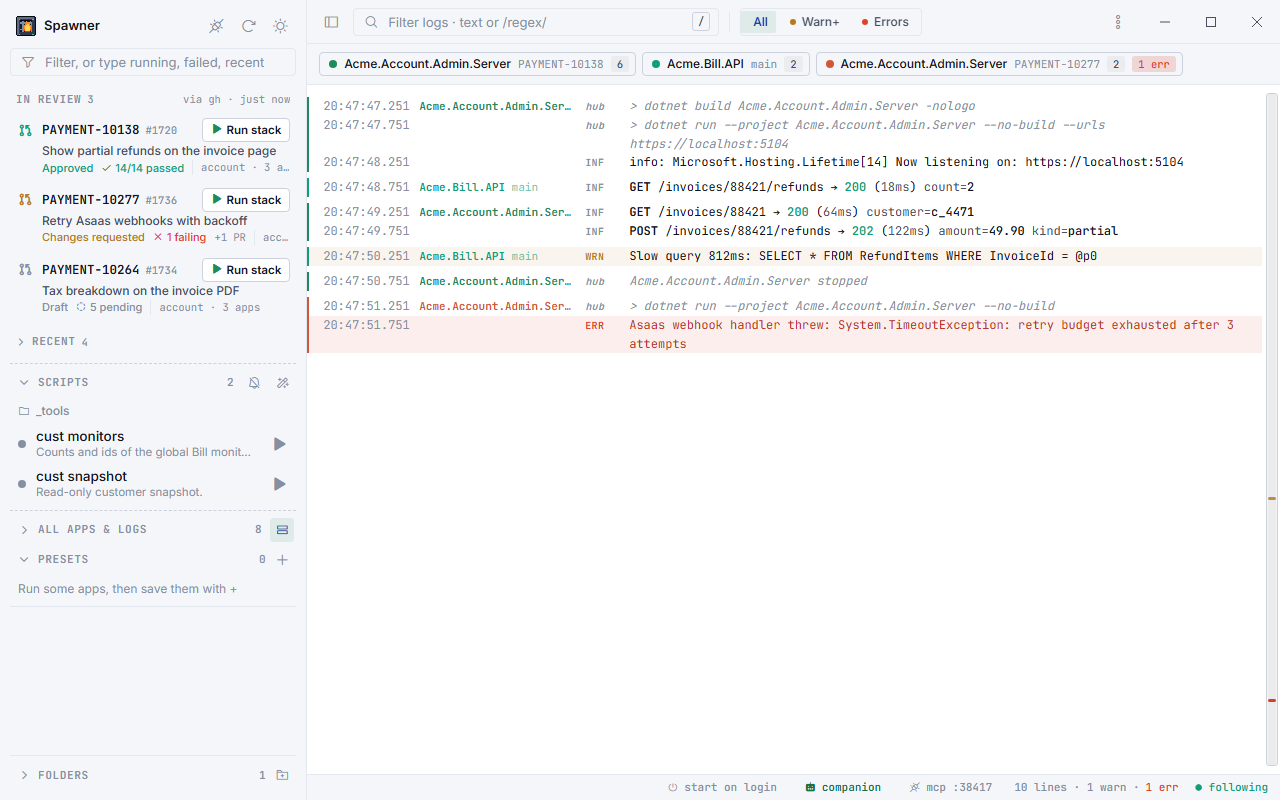 Spawner
Filter, or type running, failed, recent
IN REVIEW 3 via gh · just now
PAYMENT-10138 #1720 Run stack
Show partial refunds on the invoice page
Approved ✓ 14/14 passed account · 3 a…
PAYMENT-10277 #1736 Run stack
Retry Asaas webhooks with backoff
Changes requested ✕ 1 failing +1 PR acc…
PAYMENT-10264 #1734 Run stack
Tax breakdown on the invoice PDF
Draft 5 pending account · 3 apps
RECENT 4
SCRIPTS 2
_tools
cust monitors
Counts and ids of the global Bill monit…
cust snapshot
Read-only customer snapshot.
ALL APPS & LOGS 8
PRESETS 0 +
Run some apps, then save them with +
FOLDERS 1
Filter logs · text or /regex/ /
All Warn+ Errors
Acme.Account.Admin.Server PAYMENT-10138 6 Acme.Bill.API main 2 Acme.Account.Admin.Server PAYMENT-10277 2 1 err
20:47:47.251 Acme.Account.Admin.Ser… hub > dotnet build Acme.Account.Admin.Server -nologo
20:47:47.751 hub > dotnet run --project Acme.Account.Admin.Server --no-build --urls
https://localhost:5104
20:47:48.251 INF info: Microsoft.Hosting.Lifetime[14] Now listening on: https://localhost:5104
20:47:48.751 Acme.Bill.API main INF GET /invoices/88421/refunds → 200 (18ms) count=2
20:47:49.251 Acme.Account.Admin.Ser… INF GET /invoices/88421 → 200 (64ms) customer=c_4471
20:47:49.751 INF POST /invoices/88421/refunds → 202 (122ms) amount=49.90 kind=partial
20:47:50.251 Acme.Bill.API main WRN Slow query 812ms: SELECT * FROM RefundItems WHERE InvoiceId = @p0
20:47:50.751 Acme.Account.Admin.Ser… hub Acme.Account.Admin.Server stopped
20:47:51.251 Acme.Account.Admin.Ser… hub > dotnet run --project Acme.Account.Admin.Server --no-build
20:47:51.751 ERR Asaas webhook handler threw: System.TimeoutException: retry budget exhausted after 3
attempts
start on login companion mcp :38417 10 lines · 1 warn · 1 err following